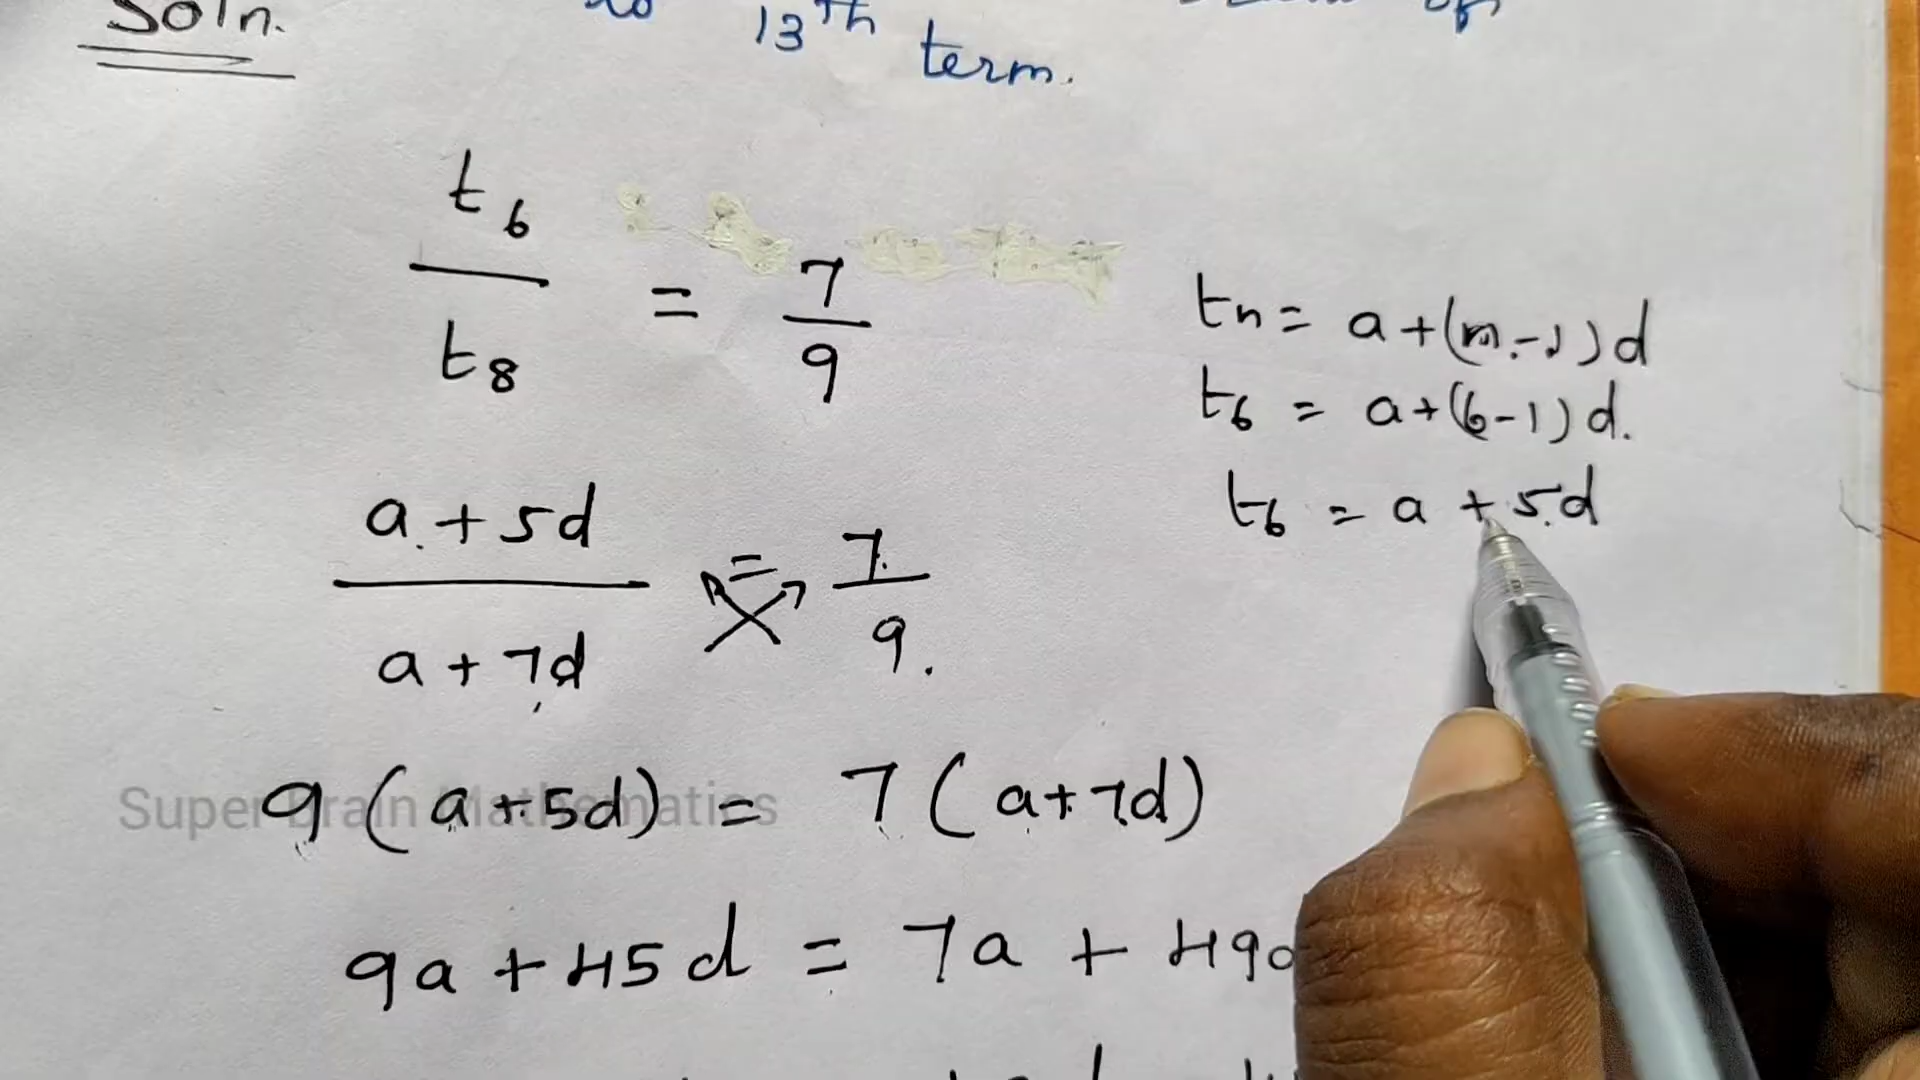 Soln.
to 13th term.
t6 / t8 = 7 / 9
tn = a + (n - 1) d
t6 = a + (6 - 1) d.
t6 = a + 5d
a + 5d / a + 7d = 7 / 9.
9 ( a + 5d ) = 7 ( a + 7d )
Super Brain Mathematics
9a + 45d = 7a + 49d